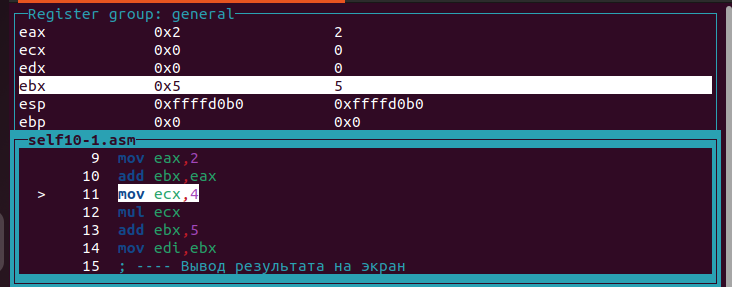 Register group: general
eax 0x2 2
ecx 0x0 0
edx 0x0 0
ebx 0x5 5
esp 0xffffd0b0 0xffffd0b0
ebp 0x0 0x0
self10-1.asm
9 mov eax,2
10 add ebx,eax
> 11 mov ecx,4
12 mul ecx
13 add ebx,5
14 mov edi,ebx
15 ; ---- Вывод результата на экран